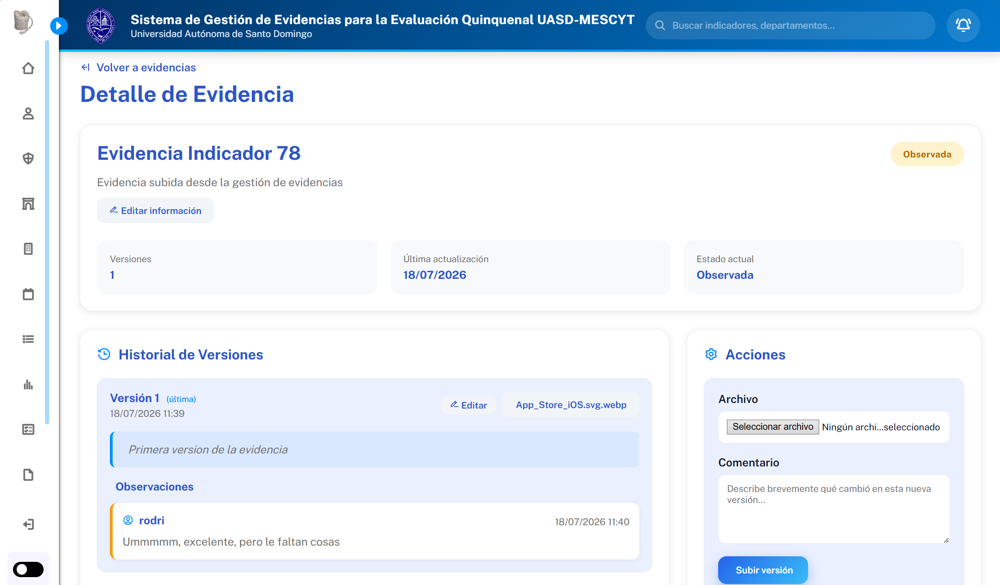 Sistema de Gestión de Evidencias para la Evaluación Quinquenal UASD-MESCYT
Universidad Autónoma de Santo Domingo
Buscar indicadores, departamentos...
Volver a evidencias
Detalle de Evidencia
Evidencia Indicador 78
Observada
Evidencia subida desde la gestión de evidencias
Editar información
Versiones
1
Última actualización
18/07/2026
Estado actual
Observada
Historial de Versiones
Versión 1 (última)
18/07/2026 11:39
Editar
App_Store_iOS.svg.webp
Primera version de la evidencia
Observaciones
rodri
18/07/2026 11:40
Ummmmm, excelente, pero le faltan cosas
Acciones
Archivo
Seleccionar archivo Ningún archi...seleccionado
Comentario
Describe brevemente qué cambió en esta nueva
versión...
Subir versión